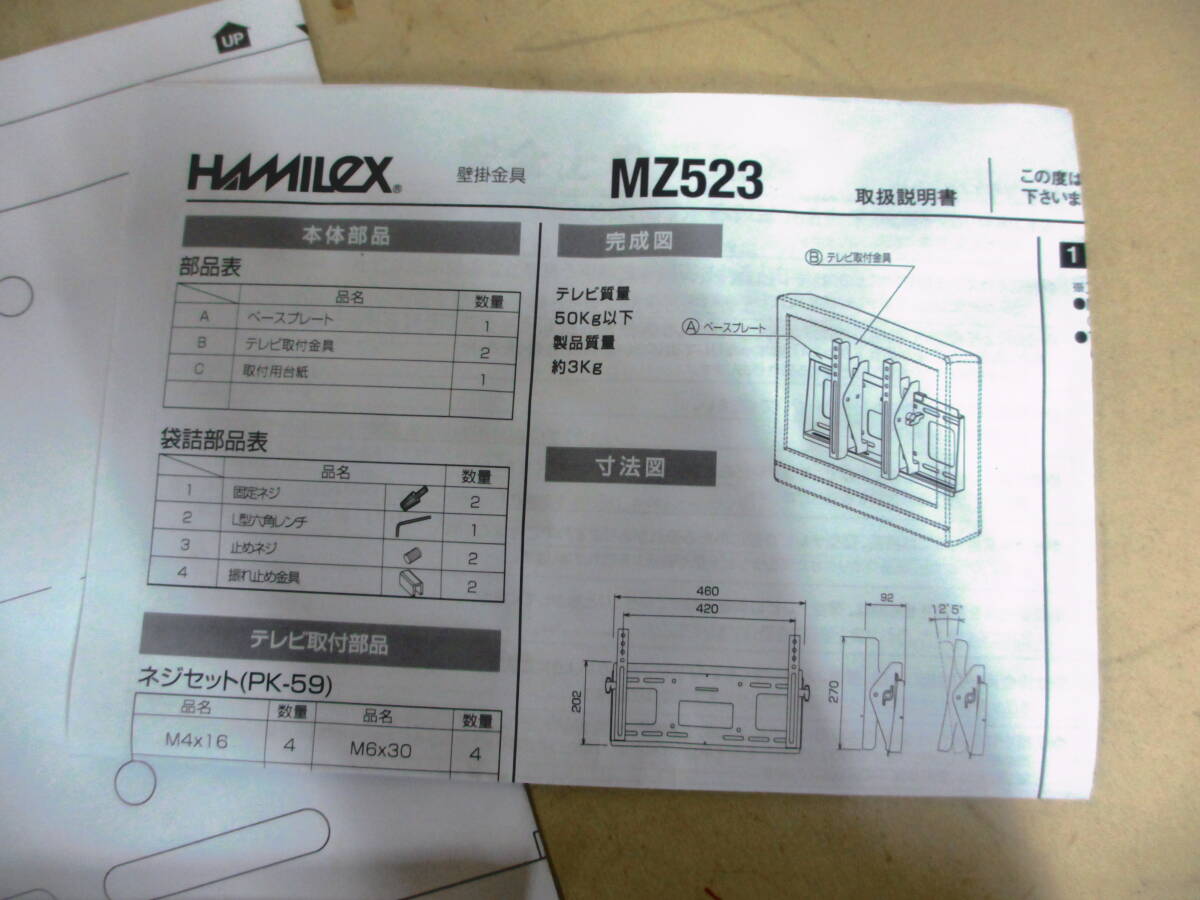 UP
HAMILeX® 壁掛金具 MZ523 取扱説明書
この度は
下さいま
本体部品
部品表
品名 数量
A ベースプレート 1
B テレビ取付金具 2
C 取付用台紙 1
袋詰部品表
品名 数量
1 固定ネジ 2
2 L型六角レンチ 1
3 止めネジ 2
4 振れ止め金具 2
テレビ取付部品
ネジセット(PK-59)
品名 数量 品名 数量
M4x16 4 M6x30 4
完成図
テレビ質量
50Kg以下
製品質量
約3Kg
Ⓑ テレビ取付金具
Ⓐ ベースプレート
寸法図
460
420
202
92
270
12° 5°
1
※
●
●